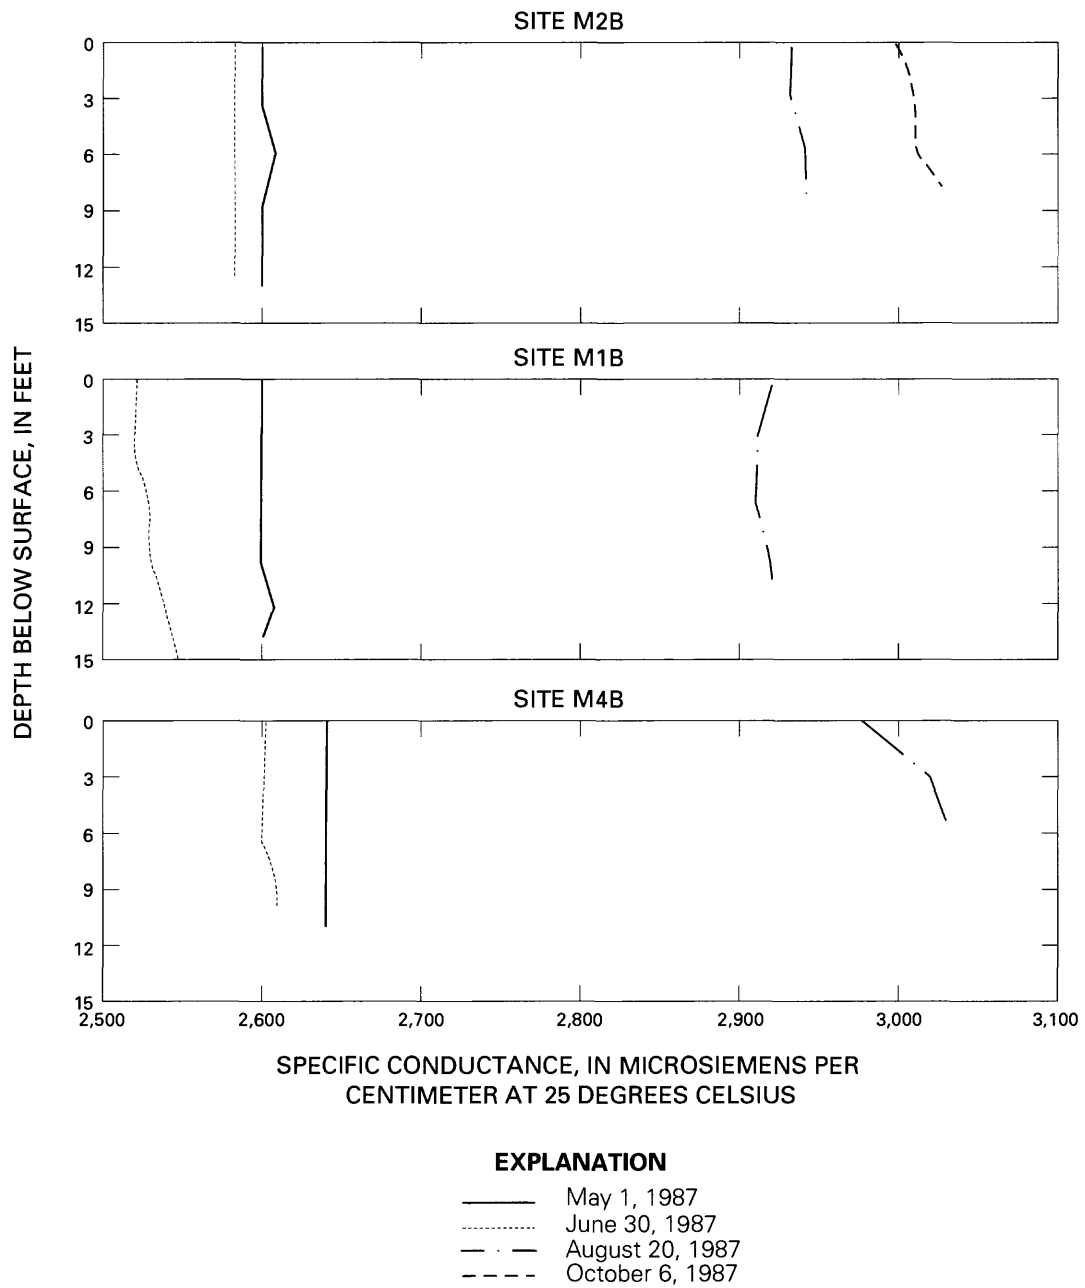 SITE M2B
0
3
6
9
12
15
SITE M1B
0
3
6
9
12
15
SITE M4B
0
3
6
9
12
15
2,500 2,600 2,700 2,800 2,900 3,000 3,100
DEPTH BELOW SURFACE, IN FEET
SPECIFIC CONDUCTANCE, IN MICROSIEMENS PER
CENTIMETER AT 25 DEGREES CELSIUS
EXPLANATION
May 1, 1987
June 30, 1987
August 20, 1987
October 6, 1987